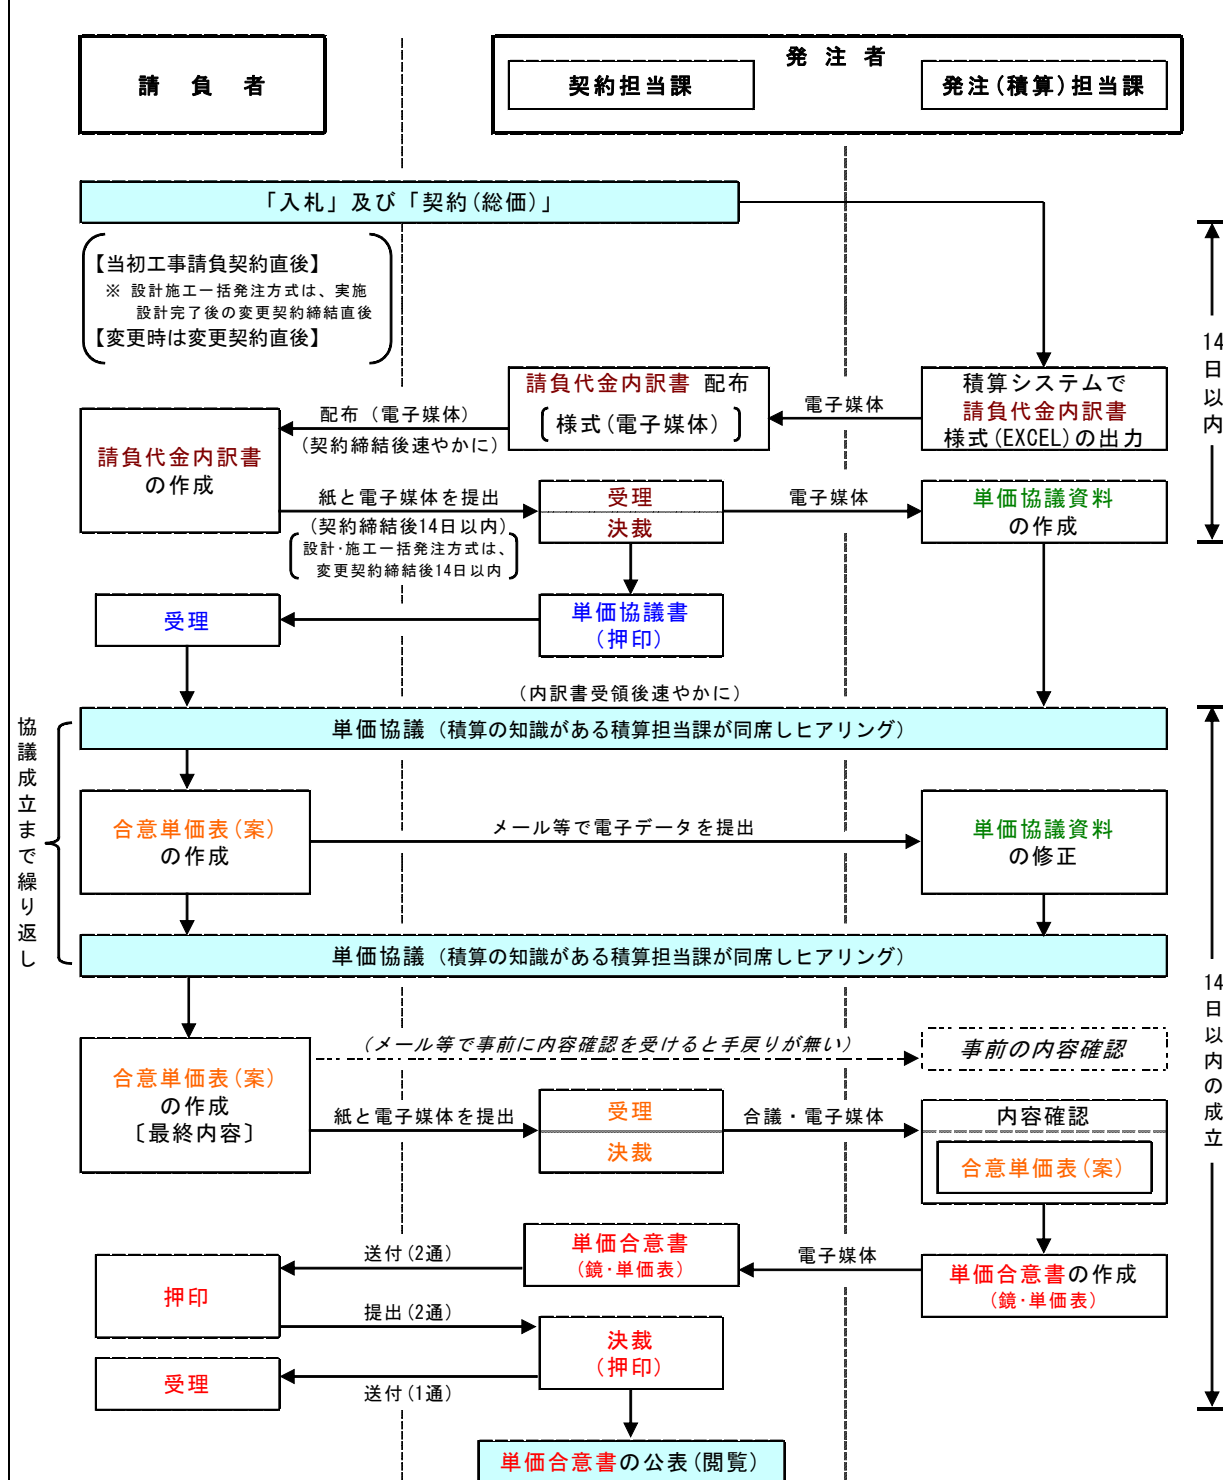 請 負 者
発 注 者
契約担当課
発注(積算)担当課
「入札」及び「契約(総価)」
【当初工事請負契約直後】
※ 設計施工一括発注方式は、実施
設計完了後の変更契約締結直後
【変更時は変更契約直後】
14日以内
積算システムで
請負代金内訳書
様式(EXCEL)の出力
電子媒体
請負代金内訳書 配布
〔様式(電子媒体)〕
配布(電子媒体)
(契約締結後速やかに)
請負代金内訳書
の作成
紙と電子媒体を提出
(契約締結後14日以内)
設計・施工一括発注方式は、
変更契約締結後14日以内
受理
決裁
電子媒体
単価協議資料
の作成
単価協議書
(押印)
受理
(内訳書受領後速やかに)
単価協議(積算の知識がある積算担当課が同席しヒアリング)
協議成立まで繰り返し
合意単価表(案)
の作成
メール等で電子データを提出
単価協議資料
の修正
単価協議(積算の知識がある積算担当課が同席しヒアリング)
14日以内の成立
(メール等で事前に内容確認を受けると手戻りが無い)
事前の内容確認
合意単価表(案)
の作成
〔最終内容〕
紙と電子媒体を提出
受理
決裁
合議・電子媒体
内容確認
合意単価表(案)
単価合意書の作成
(鏡・単価表)
電子媒体
単価合意書
(鏡・単価表)
送付(2通)
押印
提出(2通)
決裁
(押印)
送付(1通)
受理
単価合意書の公表(閲覧)